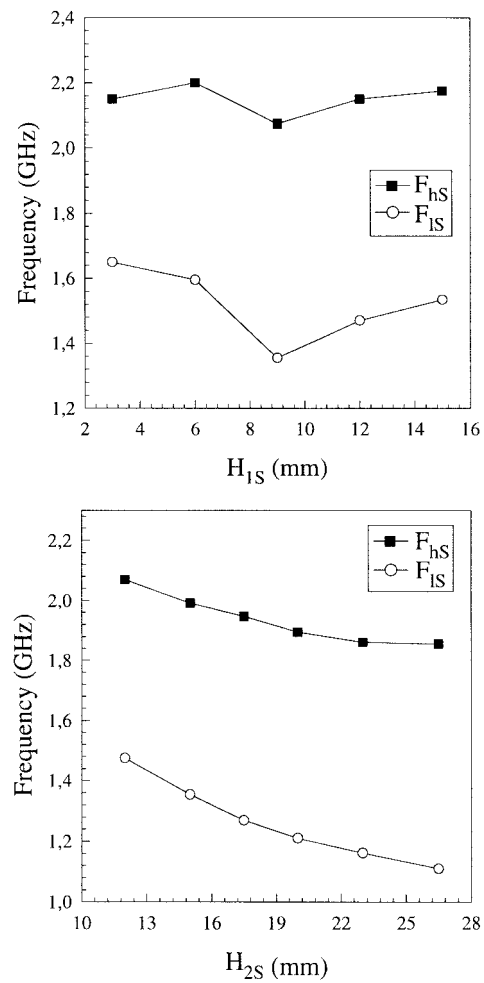 2,4
2,2
2,0
1,8
1,6
1,4
1,2
Frequency (GHz)
F_hS
F_lS
2 4 6 8 10 12 14 16
H_1S (mm)
2,2
2,0
1,8
1,6
1,4
1,2
1,0
Frequency (GHz)
F_hS
F_lS
10 13 16 19 22 25 28
H_2S (mm)